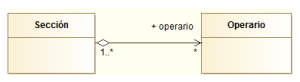 Sección
+ operario
Operario
1..*
*